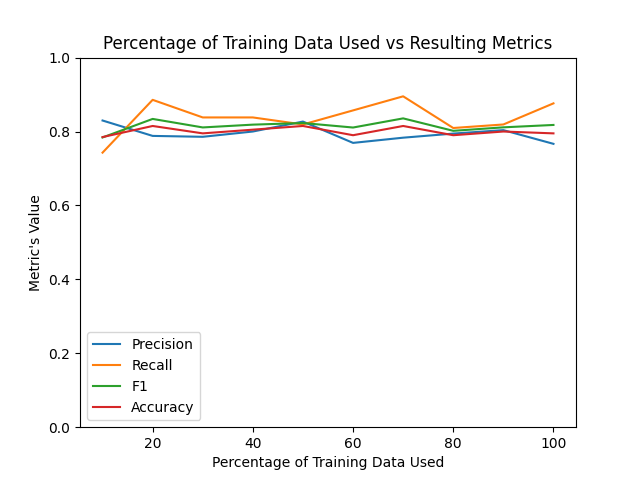 Percentage of Training Data Used vs Resulting Metrics
1.0
0.8
0.6
0.4
0.2
0.0
Metric's Value
Precision
Recall
F1
Accuracy
20 40 60 80 100
Percentage of Training Data Used